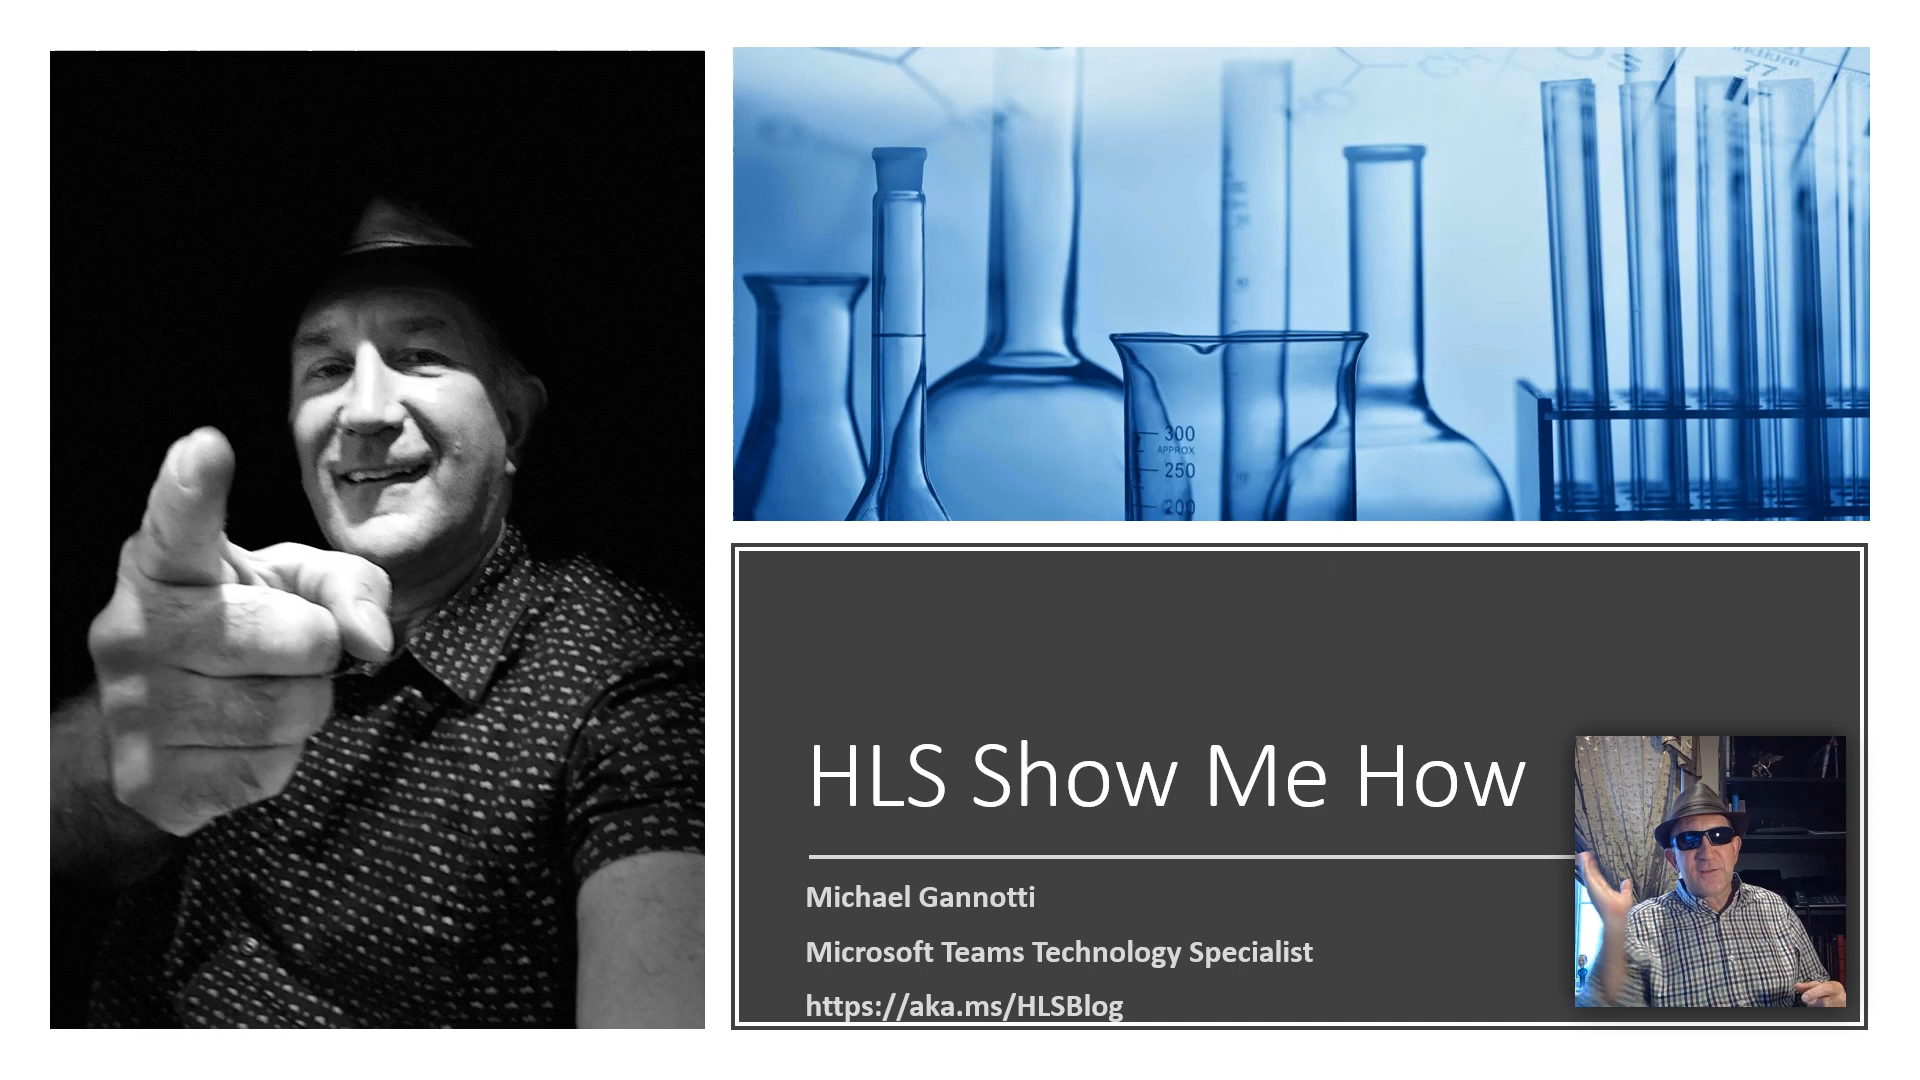 300
APPROX
250
200
HLS Show Me How
Michael Gannotti
Microsoft Teams Technology Specialist
https://aka.ms/HLSBlog